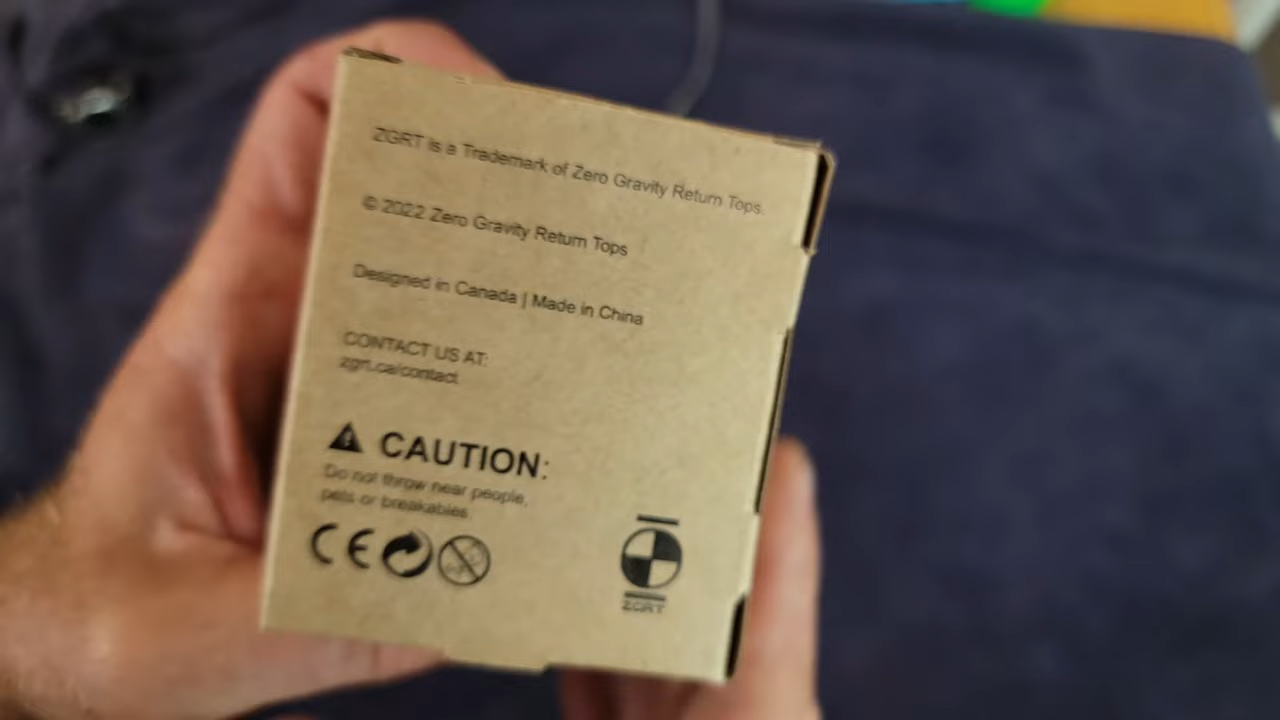 ZGRT is a Trademark of Zero Gravity Return Tops.
© 2022 Zero Gravity Return Tops
Designed in Canada | Made in China
CONTACT US AT:
zgrt.ca/contact
CAUTION:
Do not throw near people,
pets or breakables.
CE
ZGRT